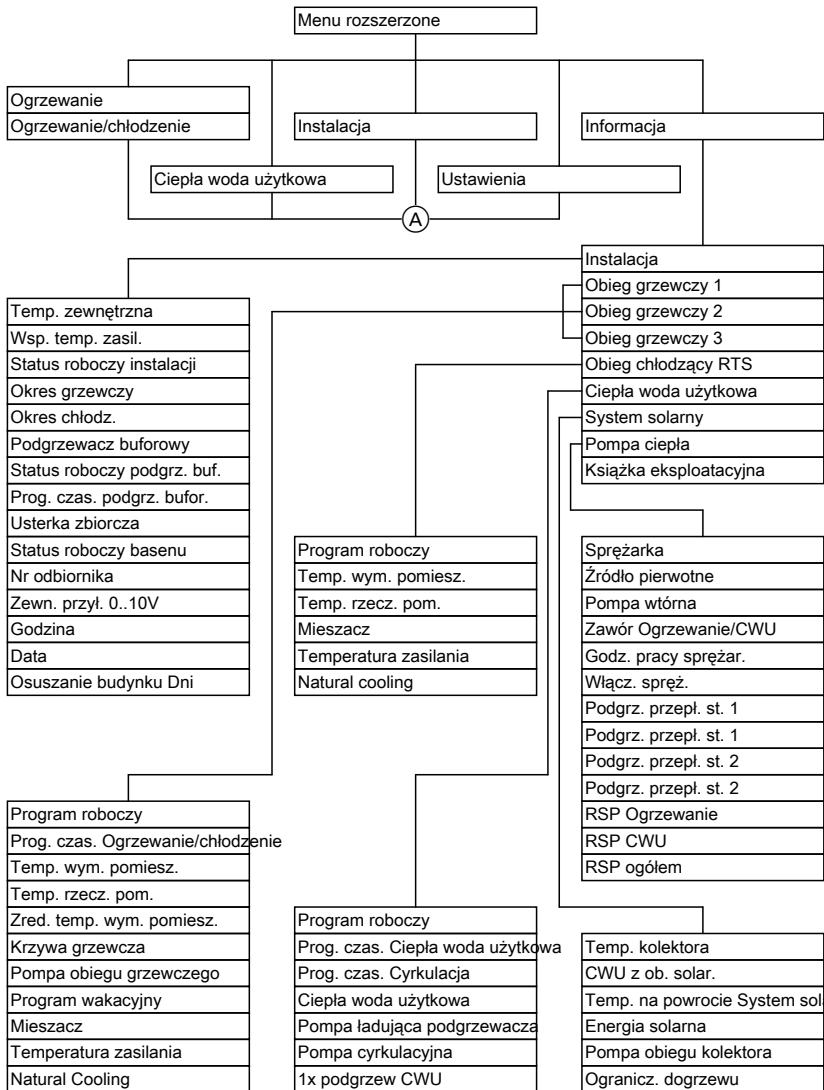 Menu rozszerzone
Ogrzewanie
Ogrzewanie/chłodzenie
Instalacja
Informacja
Ciepła woda użytkowa
Ustawienia
A
Instalacja
Obieg grzewczy 1
Obieg grzewczy 2
Obieg grzewczy 3
Obieg chłodzący RTS
Ciepła woda użytkowa
System solarny
Pompa ciepła
Książka eksploatacyjna
Temp. zewnętrzna
Wsp. temp. zasil.
Status roboczy instalacji
Okres grzewczy
Okres chłodz.
Podgrzewacz buforowy
Status roboczy podgrz. buf.
Prog. czas. podgrz. bufor.
Usterka zbiorcza
Status roboczy basenu
Nr odbiornika
Zewn. przył. 0..10V
Godzina
Data
Osuszanie budynku Dni
Program roboczy
Temp. wym. pomiesz.
Temp. rzecz. pom.
Mieszacz
Temperatura zasilania
Natural cooling
Sprężarka
Źródło pierwotne
Pompa wtórna
Zawór Ogrzewanie/CWU
Godz. pracy sprężar.
Włącz. spręż.
Podgrz. przepł. st. 1
Podgrz. przepł. st. 1
Podgrz. przepł. st. 2
Podgrz. przepł. st. 2
RSP Ogrzewanie
RSP CWU
RSP ogółem
Program roboczy
Prog. czas. Ogrzewanie/chłodzenie
Temp. wym. pomiesz.
Temp. rzecz. pom.
Zred. temp. wym. pomiesz.
Krzywa grzewcza
Pompa obiegu grzewczego
Program wakacyjny
Mieszacz
Temperatura zasilania
Natural Cooling
Program roboczy
Prog. czas. Ciepła woda użytkowa
Prog. czas. Cyrkulacja
Ciepła woda użytkowa
Pompa ładująca podgrzewacza
Pompa cyrkulacyjna
1x podgrzew CWU
Temp. kolektora
CWU z ob. solar.
Temp. na powrocie System
Energia solarna
Pompa obiegu kolektora
Ogranicz. dogrzewu